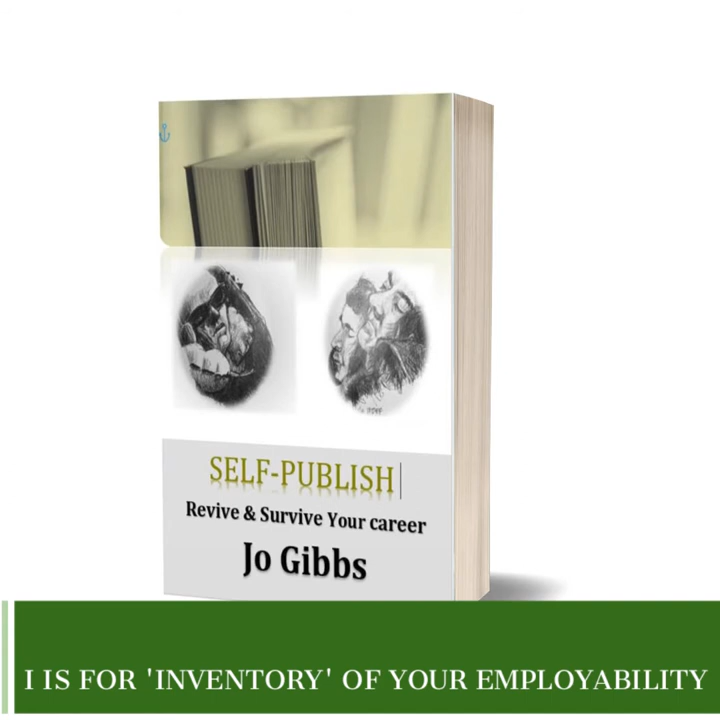 SELF-PUBLISH
Revive & Survive Your career
Jo Gibbs
I IS FOR 'INVENTORY' OF YOUR EMPLOYABILITY